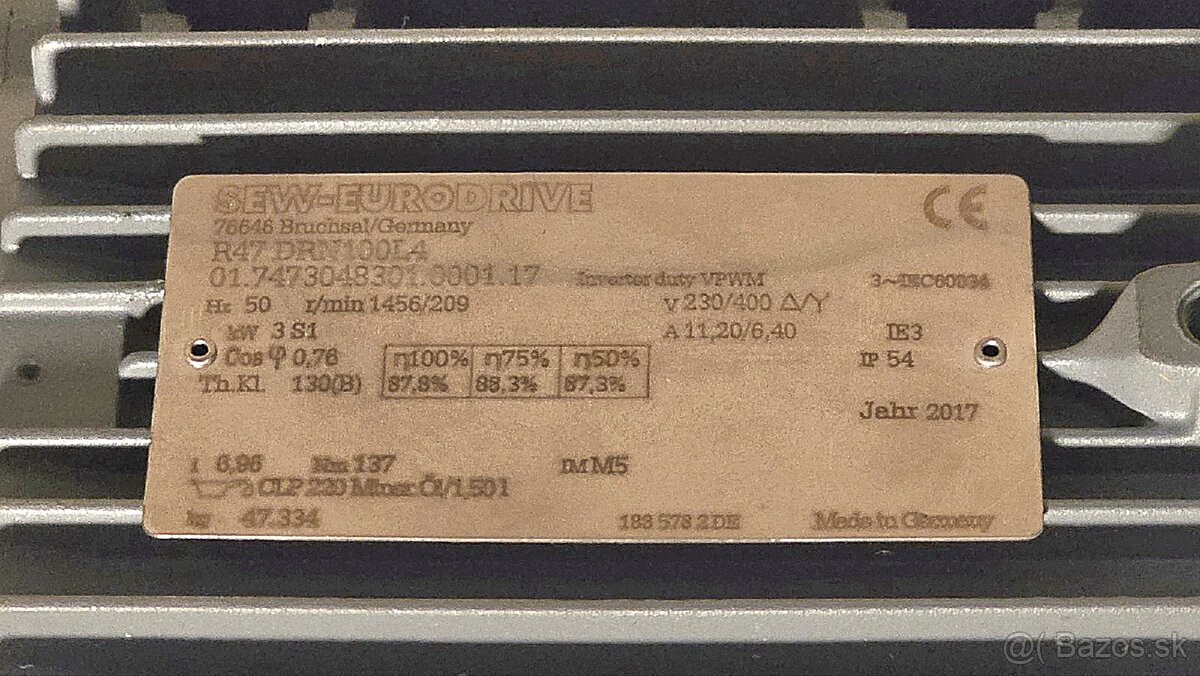 SEW-EURODRIVE
CE
76646 Bruchsal/Germany
R47 DRN100L4
01.7473048301.0001.17 Inverter duty VPWM 3~IEC60034
Hz 50 r/min 1456/209 V 230/400 Δ/Y
kW 3 S1 A 11,20/6,40 IE3
Cos φ 0,76 η100% η75% η50% IP 54
Th.Kl. 130(B) 87,8% 88,3% 87,3%
Jahr 2017
i 6,96 Nm 137 IM M5
CLP 220 Miner.Öl/1,50 l
kg 47.334 188 578 2 DE Made in Germany
@( Bazos.sk